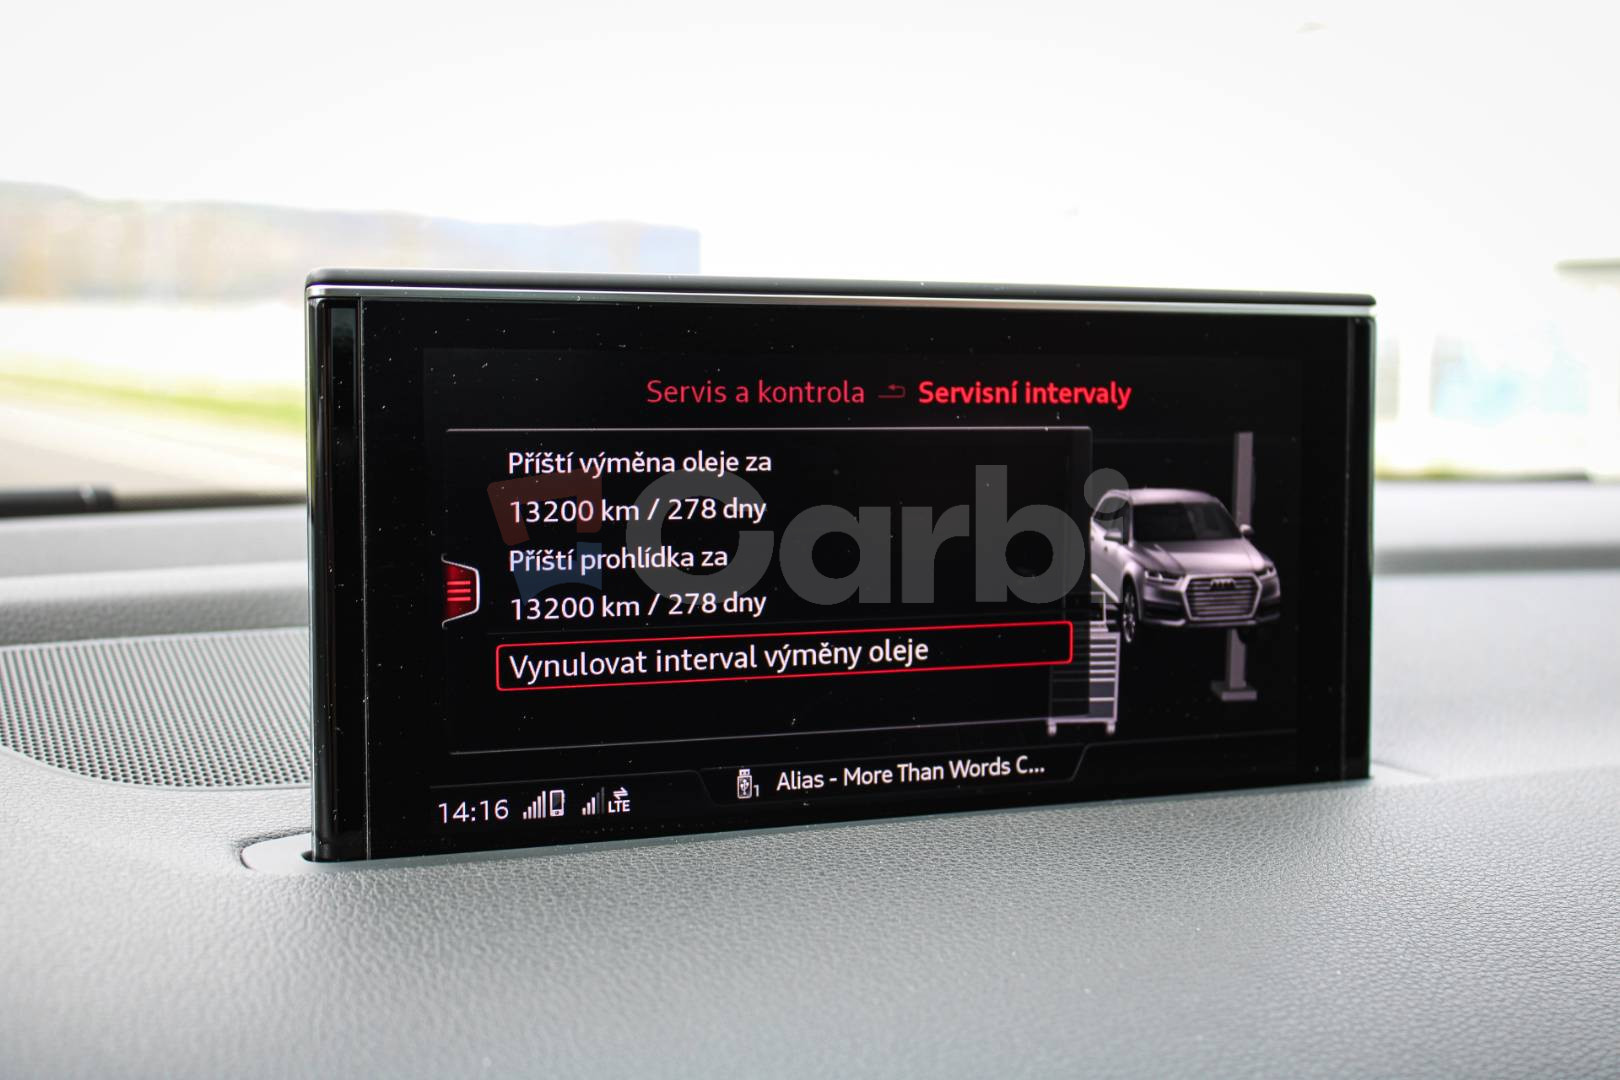 Servis a kontrola Servisní intervaly
Příští výměna oleje za
13200 km / 278 dny
Příští prohlídka za
13200 km / 278 dny
Vynulovat interval výměny oleje
Carbi
1 Alias - More Than Words C...
14:16 LTE